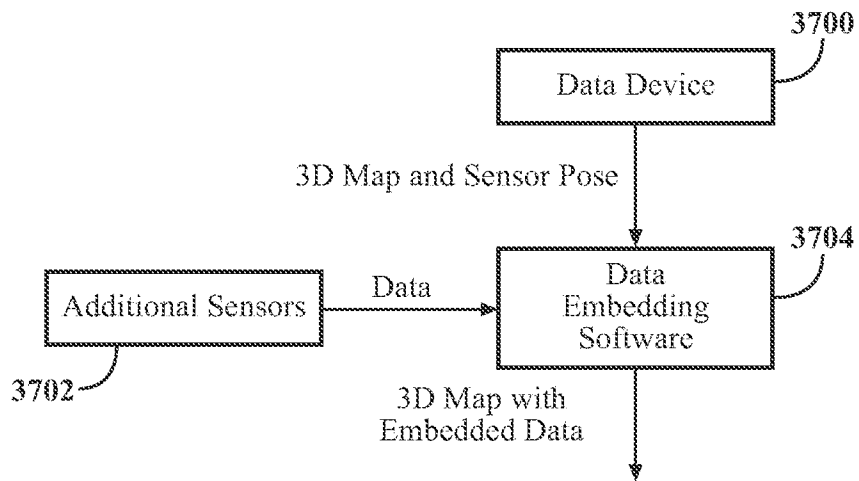 3700
Data Device
3D Map and Sensor Pose
3704
Data
Embedding
Software
Data
Additional Sensors
3702
3D Map with
Embedded Data